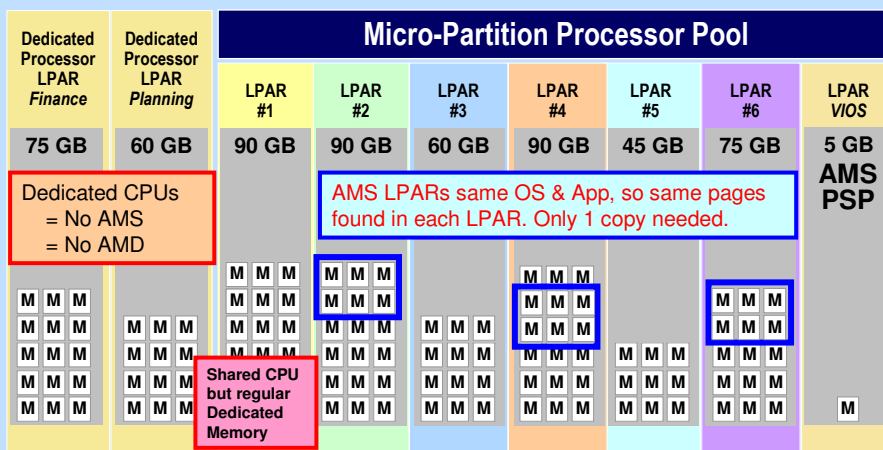 Micro-Partition Processor Pool
Dedicated
Processor
LPAR
Finance
Dedicated
Processor
LPAR
Planning
LPAR
#1
LPAR
#2
LPAR
#3
LPAR
#4
LPAR
#5
LPAR
#6
LPAR
VIOS
75 GB
60 GB
90 GB
90 GB
60 GB
90 GB
45 GB
75 GB
5 GB
AMS
PSP
Dedicated CPUs
= No AMS
= No AMD
AMS LPARs same OS & App, so same pages
found in each LPAR. Only 1 copy needed.
M M M M M M M M M
M M M M M M M M M M M M M M M
M M M M M M M M M M M M M M M M M M M M M
M M M M M M M M M M M M M M M M M M M M M M M M
M M M M M M M M M M M M M M M M M M M M M
M M M M M M M M M M M M M M M M M M M M M M
Shared CPU
but regular
Dedicated
Memory